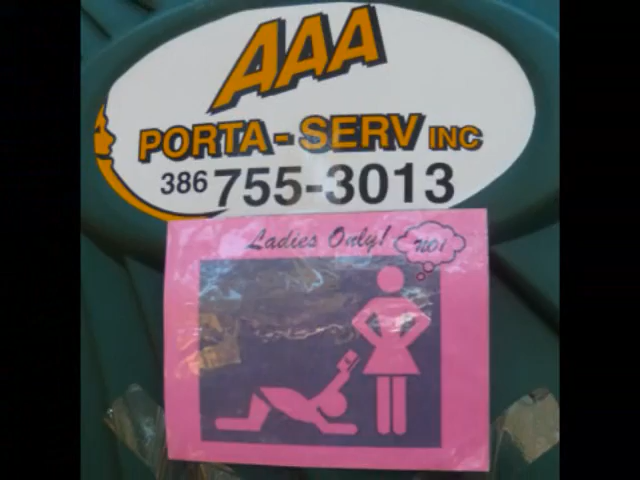 AAA
PORTA-SERV INC
386 755-3013
Ladies Only!
NO!